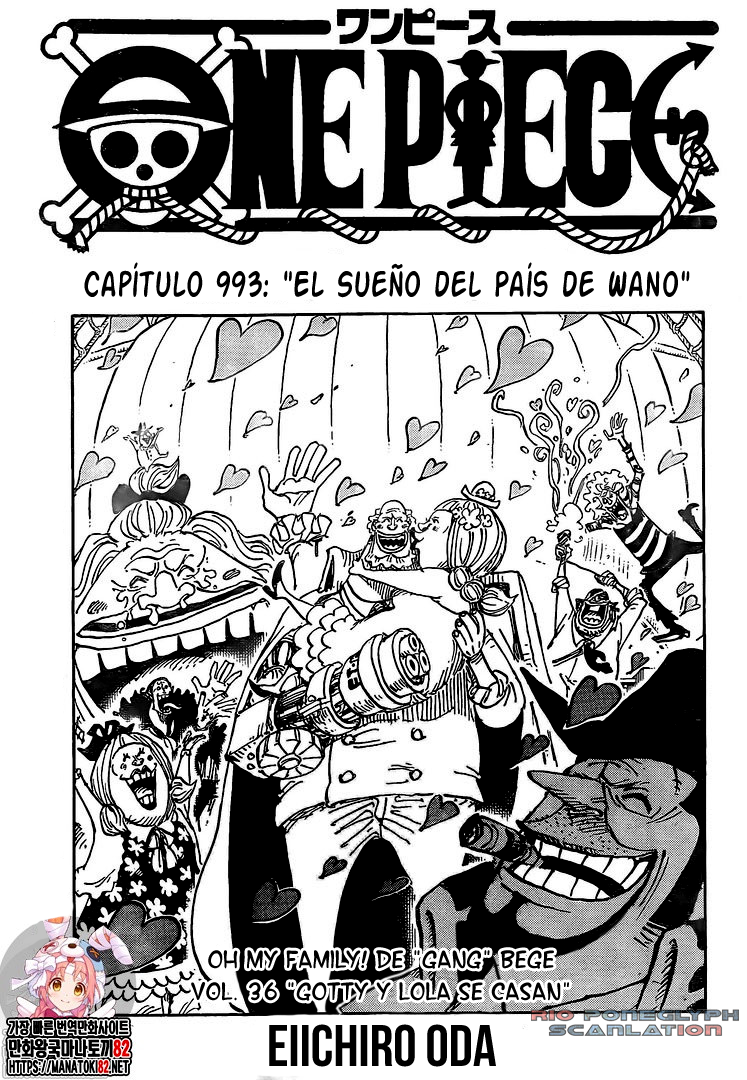 ワンピース
ONE PIECE
CAPÍTULO 993: "EL SUEÑO DEL PAÍS DE WANO"
OH MY FAMILY! DE "GANG" BEGE
VOL. 36 "GOTTY Y LOLA SE CASAN"
RIO PONEGLYPH
SCANLATION
EIICHIRO ODA
가장 빠른 번역만화사이트
만화왕국마나토끼82
HTTPS://MANATOKI82.NET